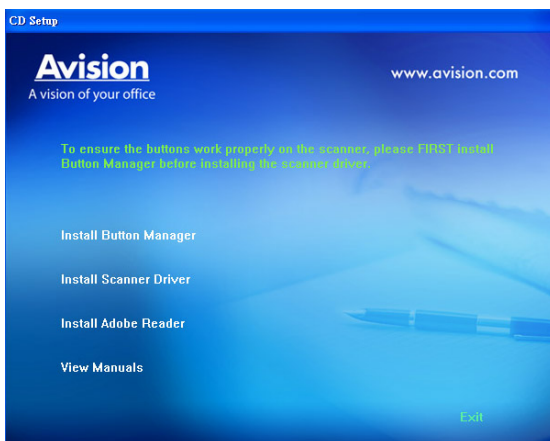 CD Setup
Avision
A vision of your office
www.avision.com
To ensure the buttons work properly on the scanner, please FIRST install
Button Manager before installing the scanner driver.
Install Button Manager
Install Scanner Driver
Install Adobe Reader
View Manuals
Exit